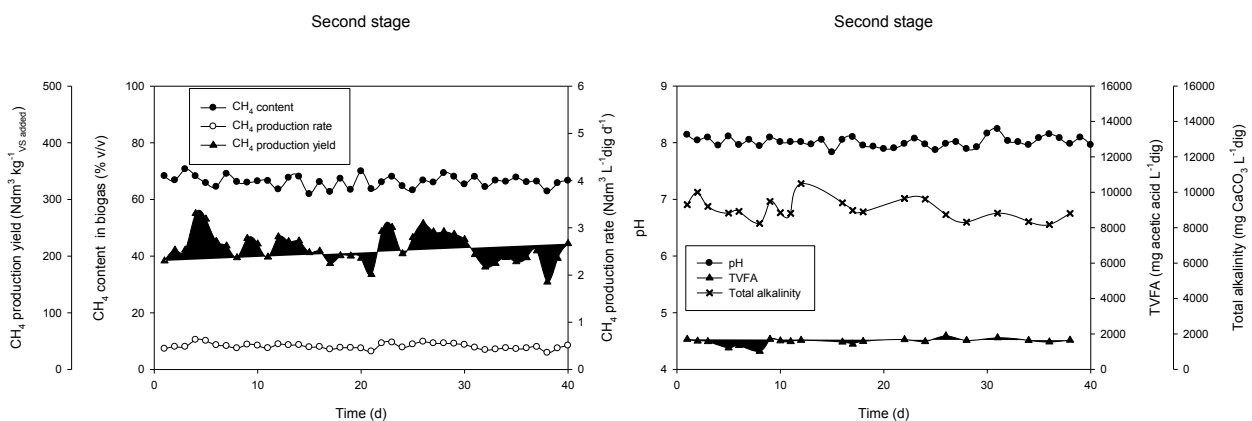 Second stage
CH4 production yield (Ndm3 kg-1 VS added)
500
400
300
200
100
0
CH4 content in biogas (% v/v)
100
80
60
40
20
0
CH4 content
CH4 production rate
CH4 production yield
6
5
4
3
2
1
0
CH4 production rate (Ndm3 L-1dig d-1)
0 10 20 30 40
Time (d)
Second stage
pH
9
8
7
6
5
4
pH
TVFA
Total alkalinity
16000
14000
12000
10000
8000
6000
4000
2000
0
TVFA (mg acetic acid L-1dig)
16000
14000
12000
10000
8000
6000
4000
2000
0
Total alkalinity (mg CaCO3 L-1dig)
0 10 20 30 40
Time (d)